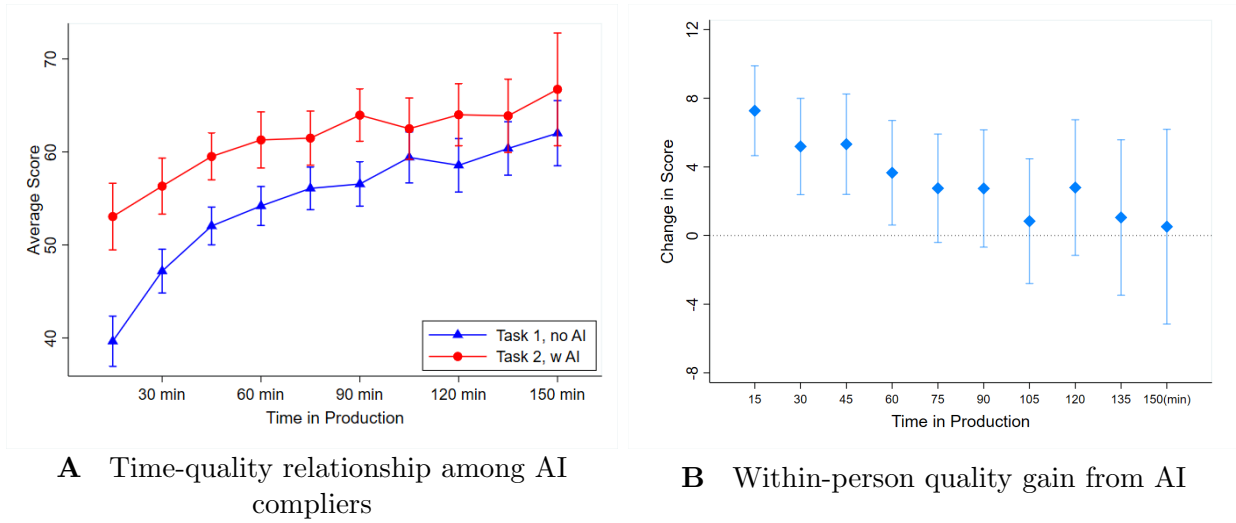 70
60
50
40
Average Score
Task 1, no AI
Task 2, w AI
30 min 60 min 90 min 120 min 150 min
Time in Production
A Time-quality relationship among AI
compliers
12
8
4
0
-4
-8
Change in Score
15 30 45 60 75 90 105 120 135 150(min)
Time in Production
B Within-person quality gain from AI